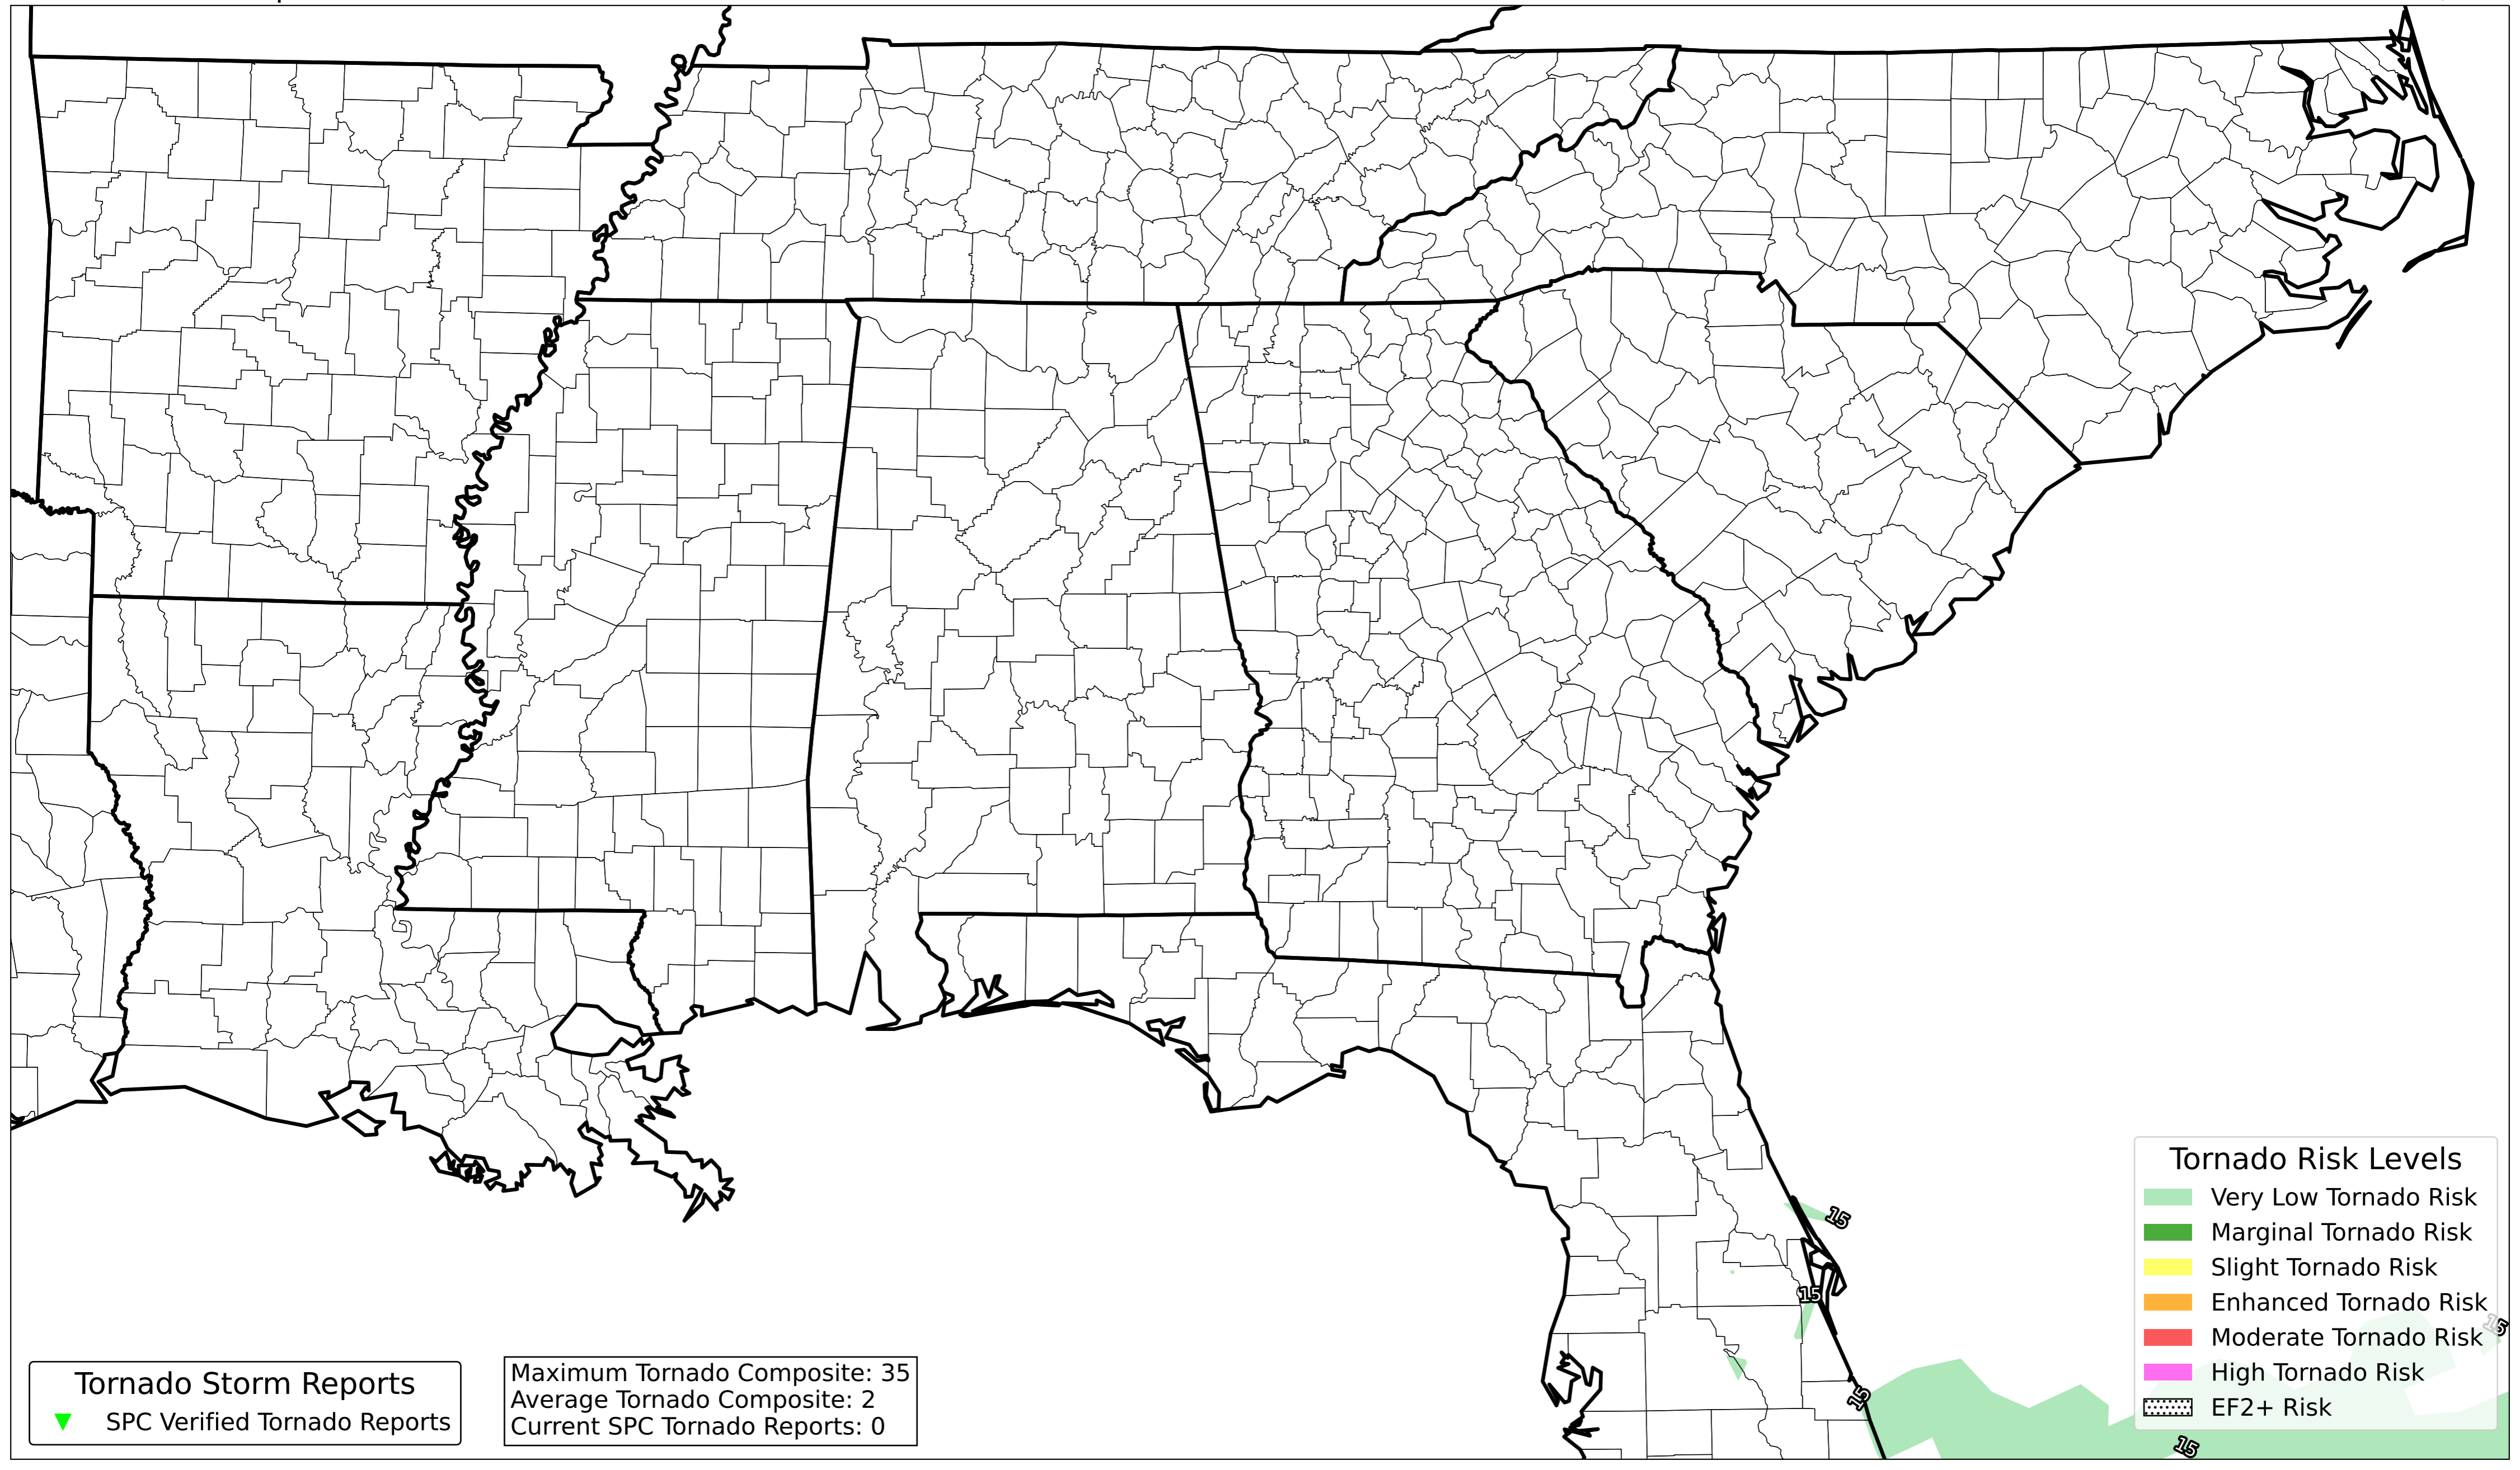 15
15
15
15
15
Tornado Risk Levels
Very Low Tornado Risk
Marginal Tornado Risk
Slight Tornado Risk
Enhanced Tornado Risk
Moderate Tornado Risk
High Tornado Risk
EF2+ Risk
Tornado Storm Reports
SPC Verified Tornado Reports
Maximum Tornado Composite: 35
Average Tornado Composite: 2
Current SPC Tornado Reports: 0